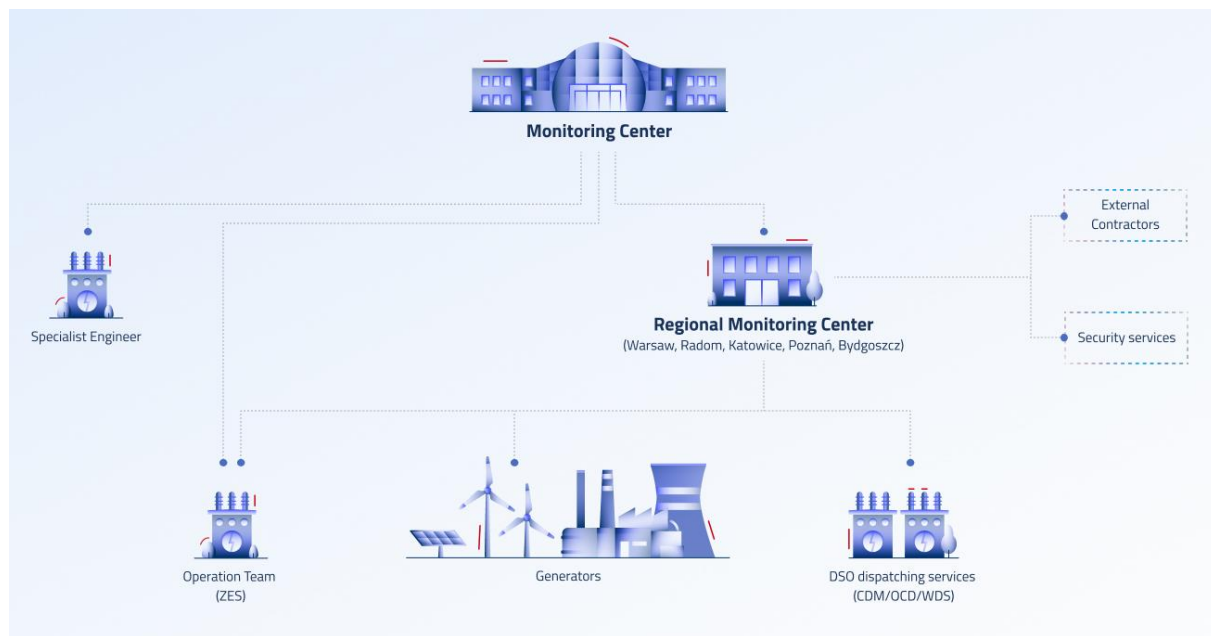 Monitoring Center
External
Contractors
Specialist Engineer
Regional Monitoring Center
(Warsaw, Radom, Katowice, Poznań, Bydgoszcz)
Security services
Operation Team
(ZES)
Generators
DSO dispatching services
(CDM/OCD/WDS)